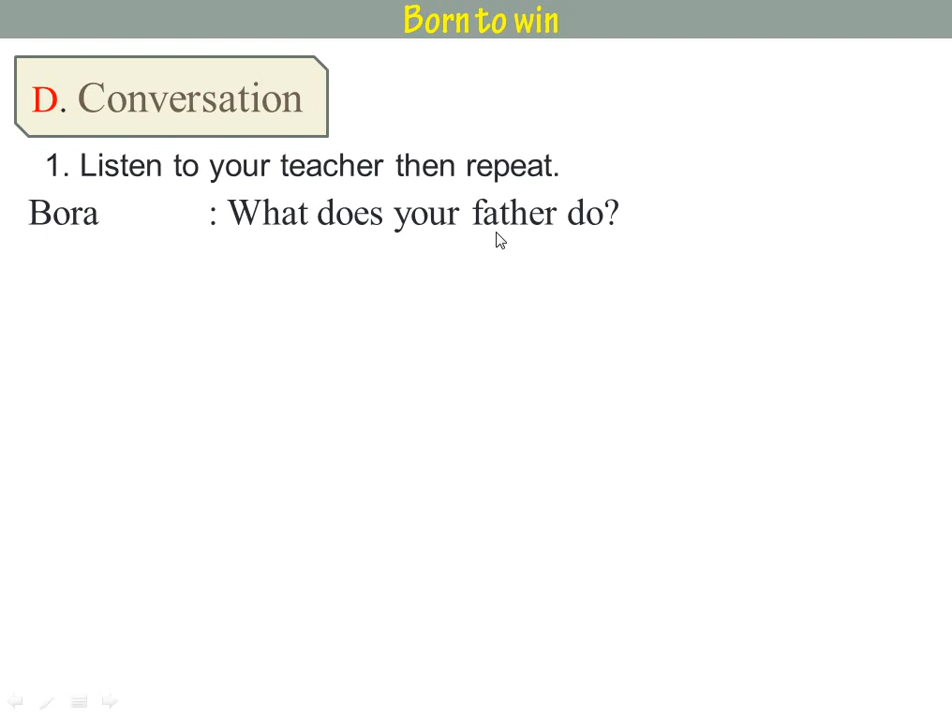 Born to win
D. Conversation
1. Listen to your teacher then repeat.
Bora : What does your father do?